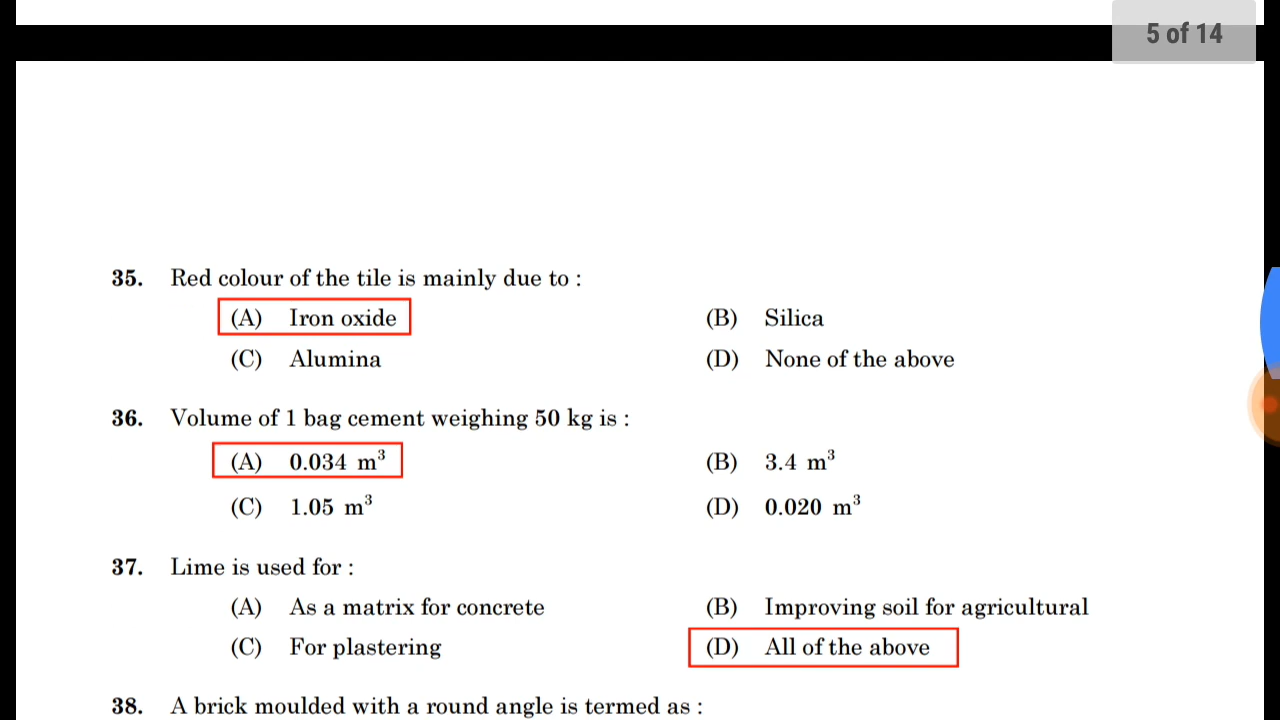 5 of 14
35. Red colour of the tile is mainly due to :
(A) Iron oxide (B) Silica
(C) Alumina (D) None of the above
36. Volume of 1 bag cement weighing 50 kg is :
(A) 0.034 m³ (B) 3.4 m³
(C) 1.05 m³ (D) 0.020 m³
37. Lime is used for :
(A) As a matrix for concrete (B) Improving soil for agricultural
(C) For plastering (D) All of the above
38. A brick moulded with a round angle is termed as :